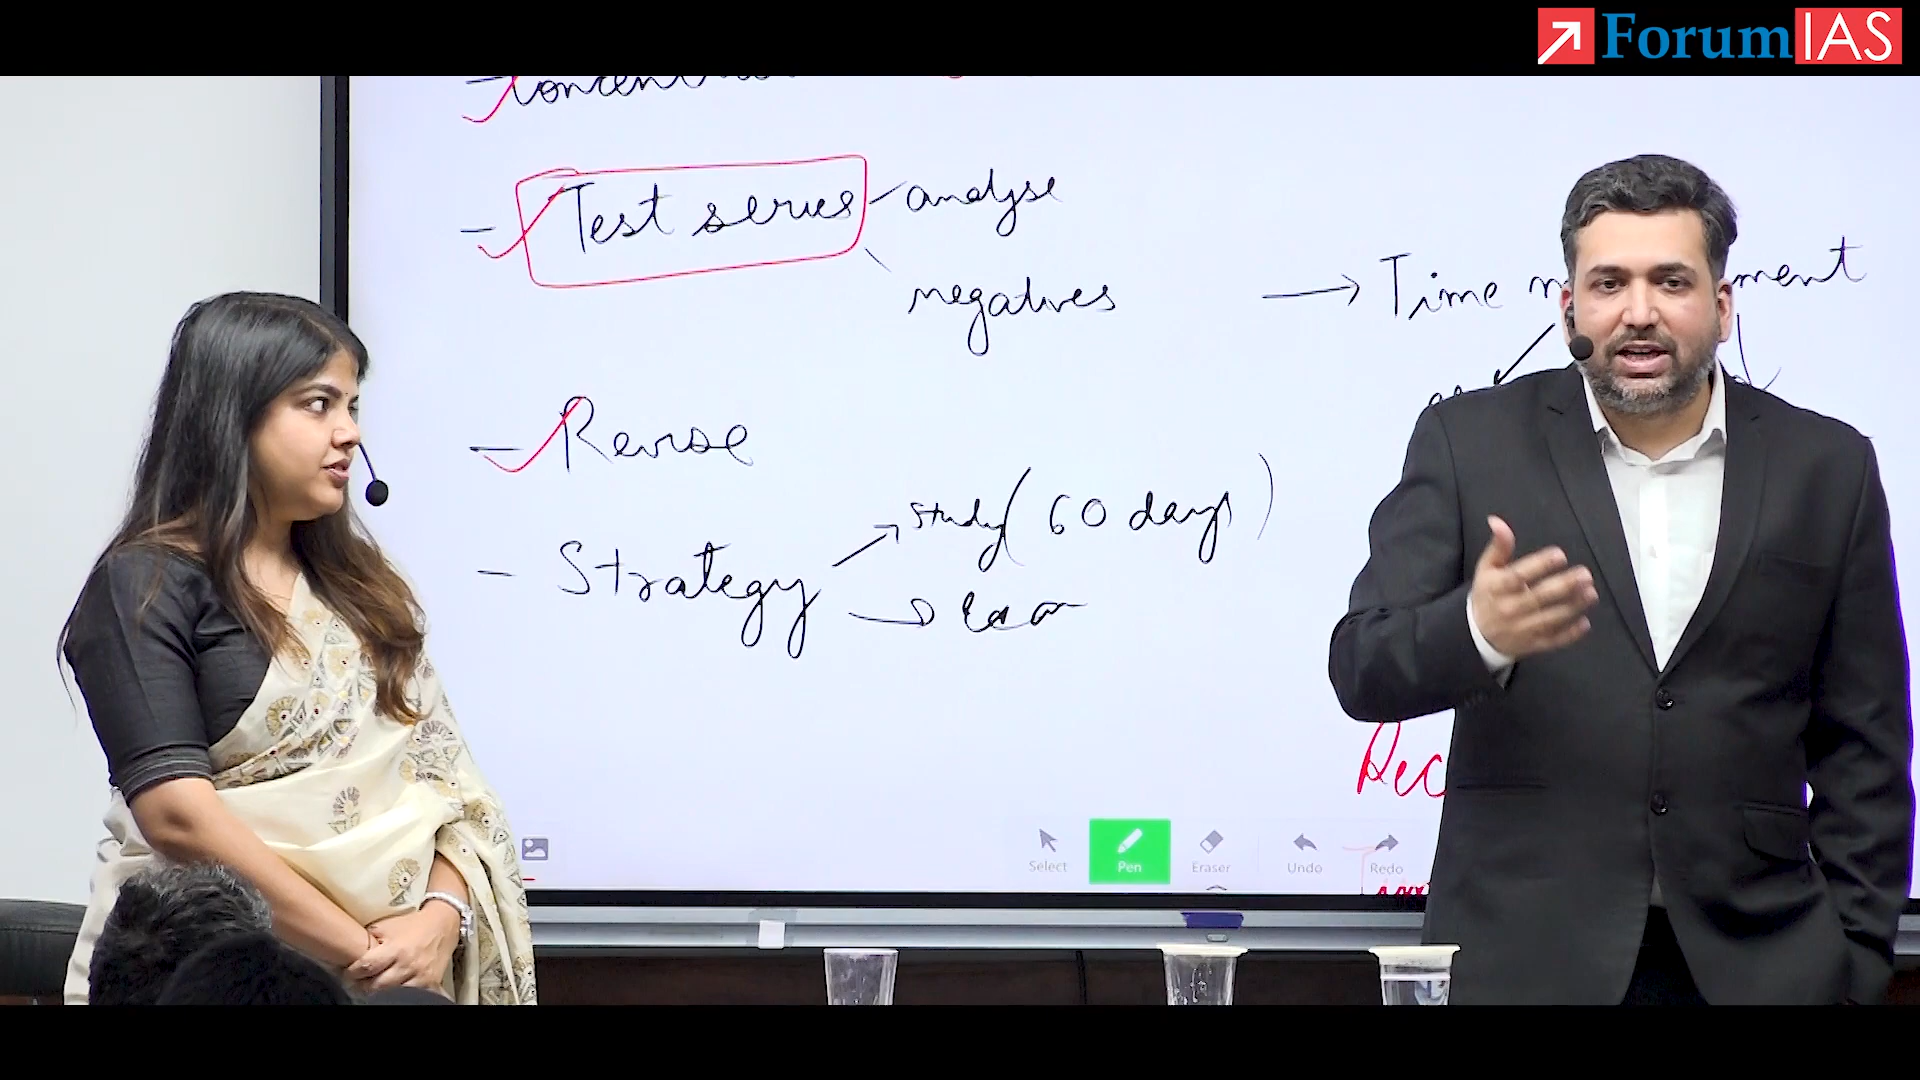 ForumIAS
- Test series - analyse
negatives
→ Time m ment
- Revise
- Strategy → study (60 days)
Select Pen Eraser Undo Redo